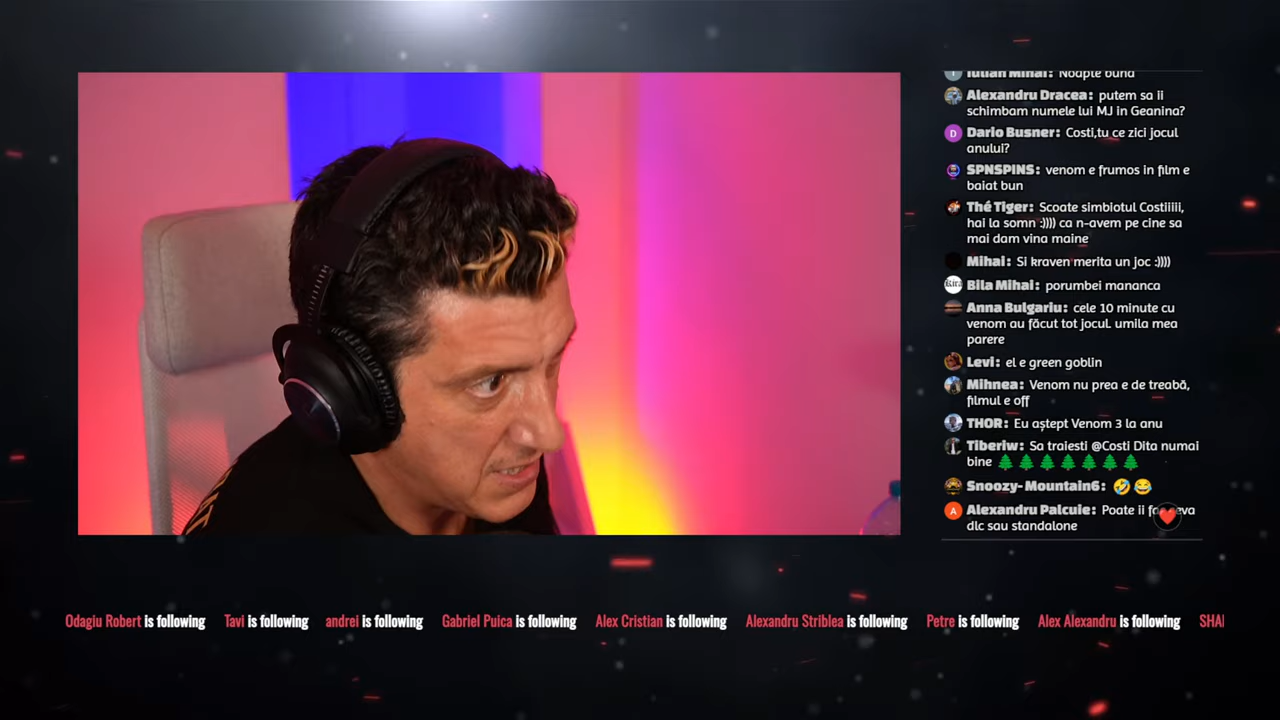 Iulian Mihai: Noapte buna
Alexandru Dracea: putem sa ii
schimbam numele lui MJ in Geanina?
D
Dario Busner: Costi,tu ce zici jocul
anului?
SPNSPINS: venom e frumos in film e
baiat bun
Thé Tiger: Scoate simbiotul Costiiiii,
hai la somn :)))) ca n-avem pe cine sa
mai dam vina maine
Mihai: Si kraven merita un joc :))))
Bila Mihai: porumbei mananca
Anna Bulgariu: cele 10 minute cu
venom au făcut tot jocul. umila mea
parere
Levi: el e green goblin
Mihnea: Venom nu prea e de treabă,
filmul e off
THOR: Eu aștept Venom 3 la anu
Tiberiw: Sa traiesti @Costi Dita numai
bine 🌲🌲🌲🌲🌲🌲🌲
Snoozy-Mountain6: 🤣😂
A
Alexandru Palcuie: Poate ii
dlc sau standalone
Odagiu Robert is following Tavi is following andrei is following Gabriel Puica is following Alex Cristian is following Alexandru Striblea is following Petre is following Alex Alexandru is following